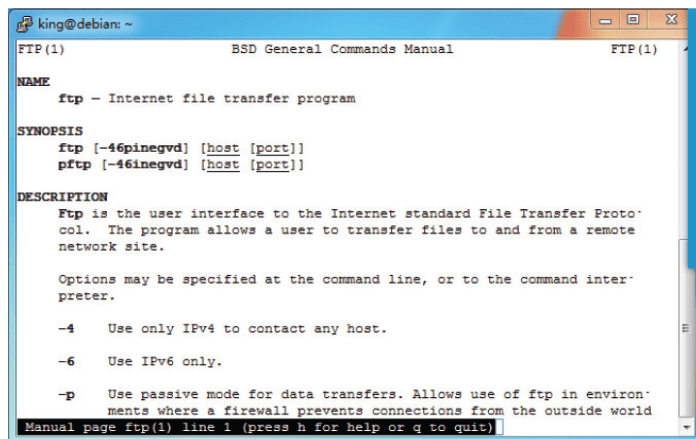 king@debian: ~
FTP(1) BSD General Commands Manual FTP(1)
NAME
ftp – Internet file transfer program
SYNOPSIS
ftp [-46pinegvd] [host [port]]
pftp [-46inegvd] [host [port]]
DESCRIPTION
Ftp is the user interface to the Internet standard File Transfer Proto-
col. The program allows a user to transfer files to and from a remote
network site.
Options may be specified at the command line, or to the command inter-
preter.
-4 Use only IPv4 to contact any host.
-6 Use IPv6 only.
-p Use passive mode for data transfers. Allows use of ftp in environ-
ments where a firewall prevents connections from the outside world
Manual page ftp(1) line 1 (press h for help or q to quit)